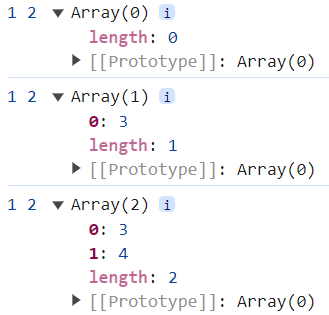 1 2 ▼ Array(0) i
length: 0
▶ [[Prototype]]: Array(0)
1 2 ▼ Array(1) i
0: 3
length: 1
▶ [[Prototype]]: Array(0)
1 2 ▼ Array(2) i
0: 3
1: 4
length: 2
▶ [[Prototype]]: Array(0)